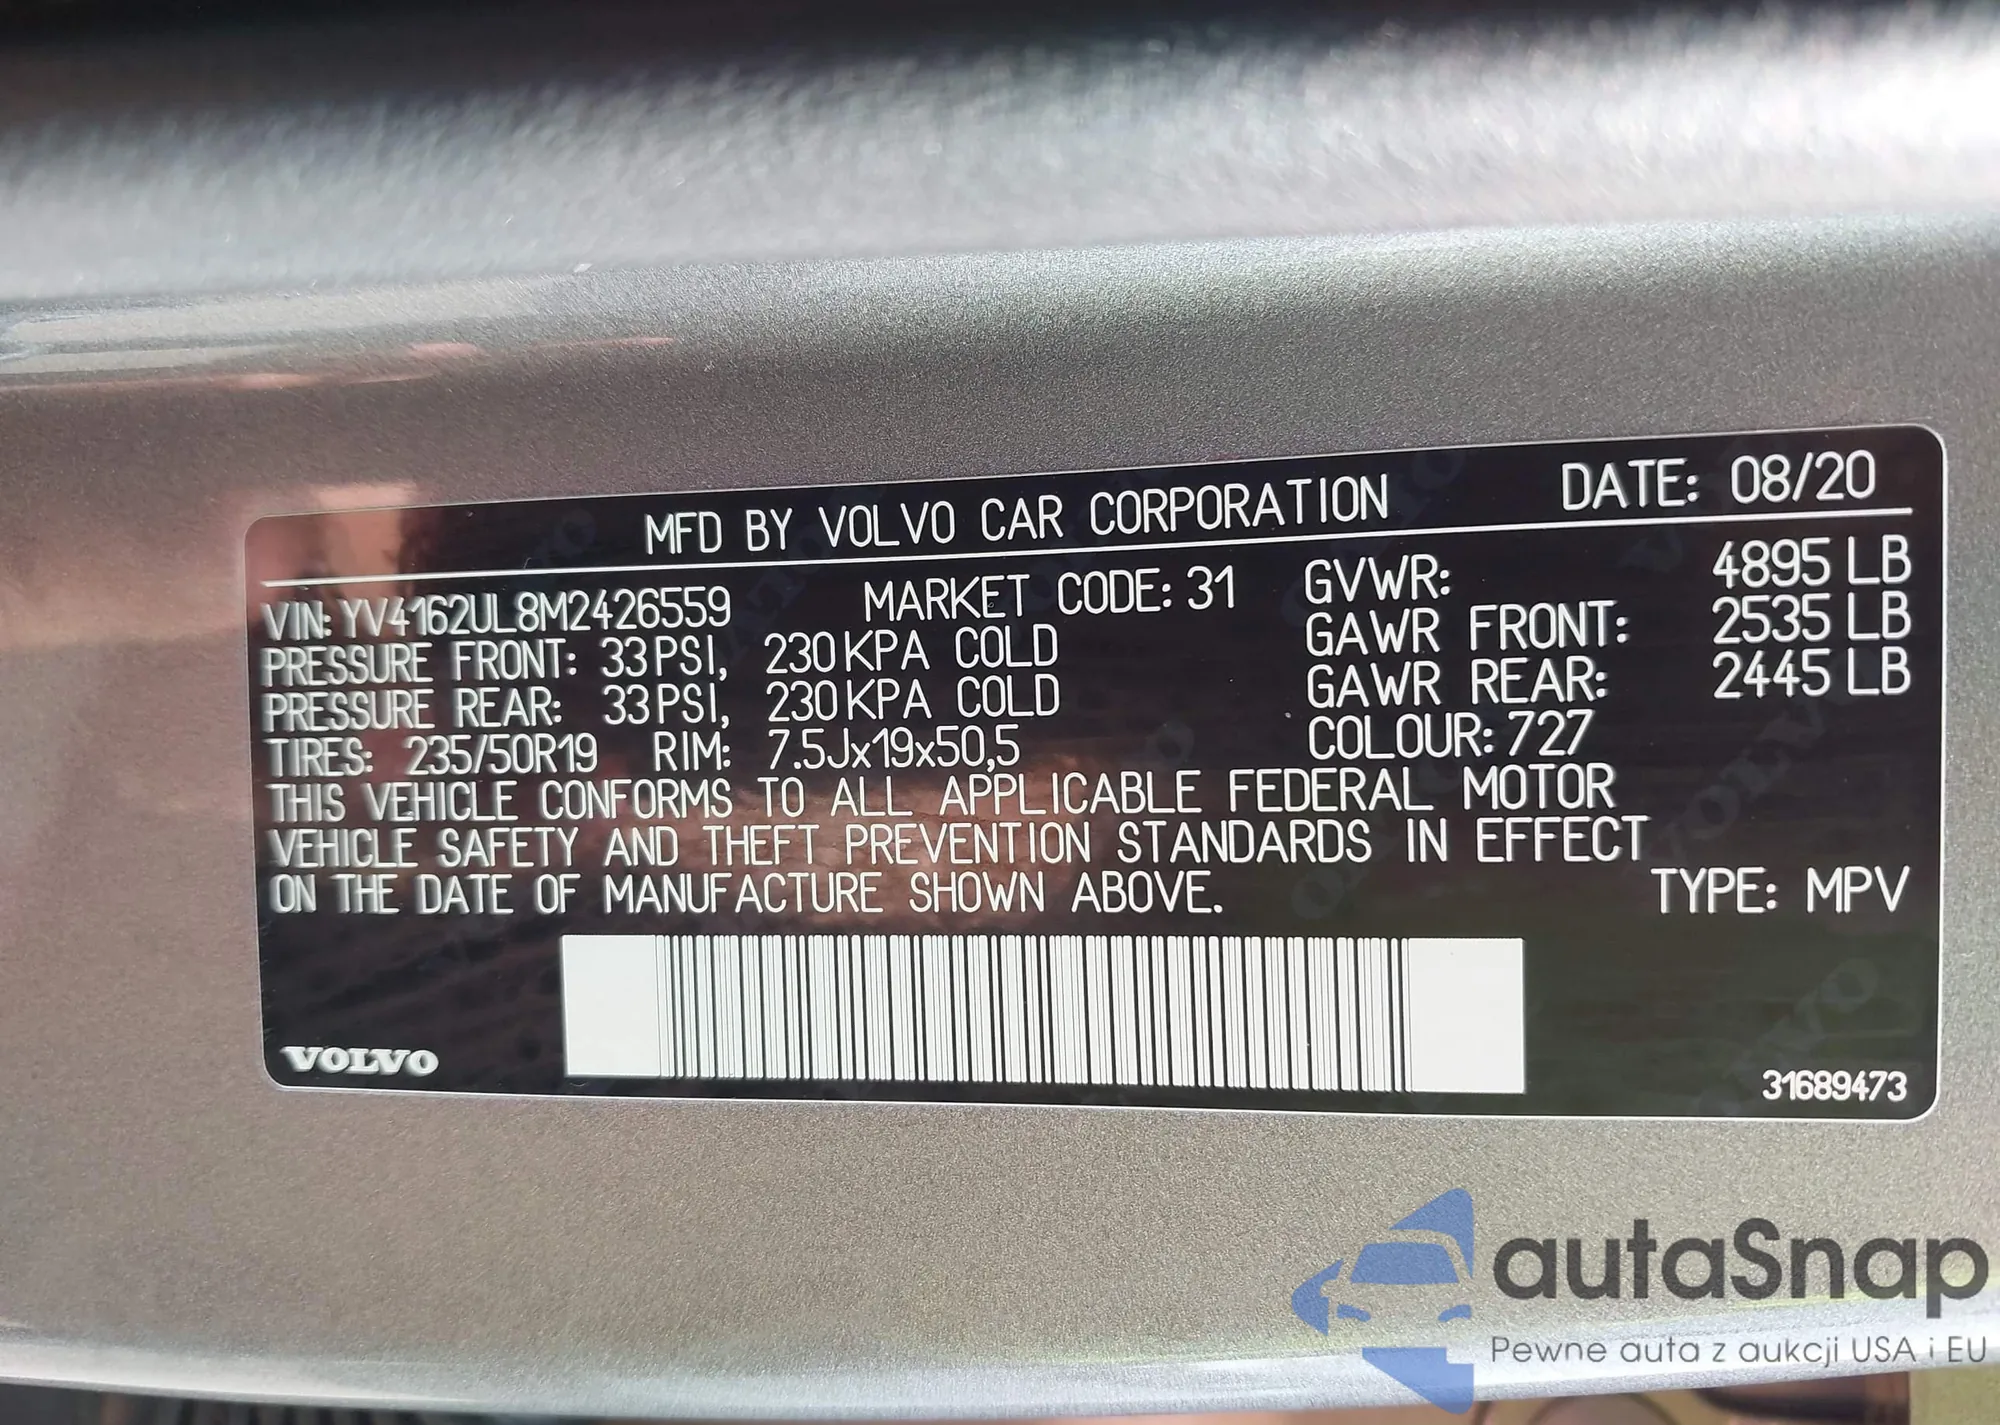 MFD BY VOLVO CAR CORPORATION DATE: 08/20
VIN: YV4162UL8M2426559 MARKET CODE: 31 GVWR: 4895 LB
PRESSURE FRONT: 33 PSI, 230 KPA COLD GAWR FRONT: 2535 LB
PRESSURE REAR: 33 PSI, 230 KPA COLD GAWR REAR: 2445 LB
TIRES: 235/50R19 RIM: 7.5Jx19x50,5 COLOUR: 727
THIS VEHICLE CONFORMS TO ALL APPLICABLE FEDERAL MOTOR
VEHICLE SAFETY AND THEFT PREVENTION STANDARDS IN EFFECT
ON THE DATE OF MANUFACTURE SHOWN ABOVE. TYPE: MPV
VOLVO
31689473
autaSnap
Pewne auta z aukcji USA i EU